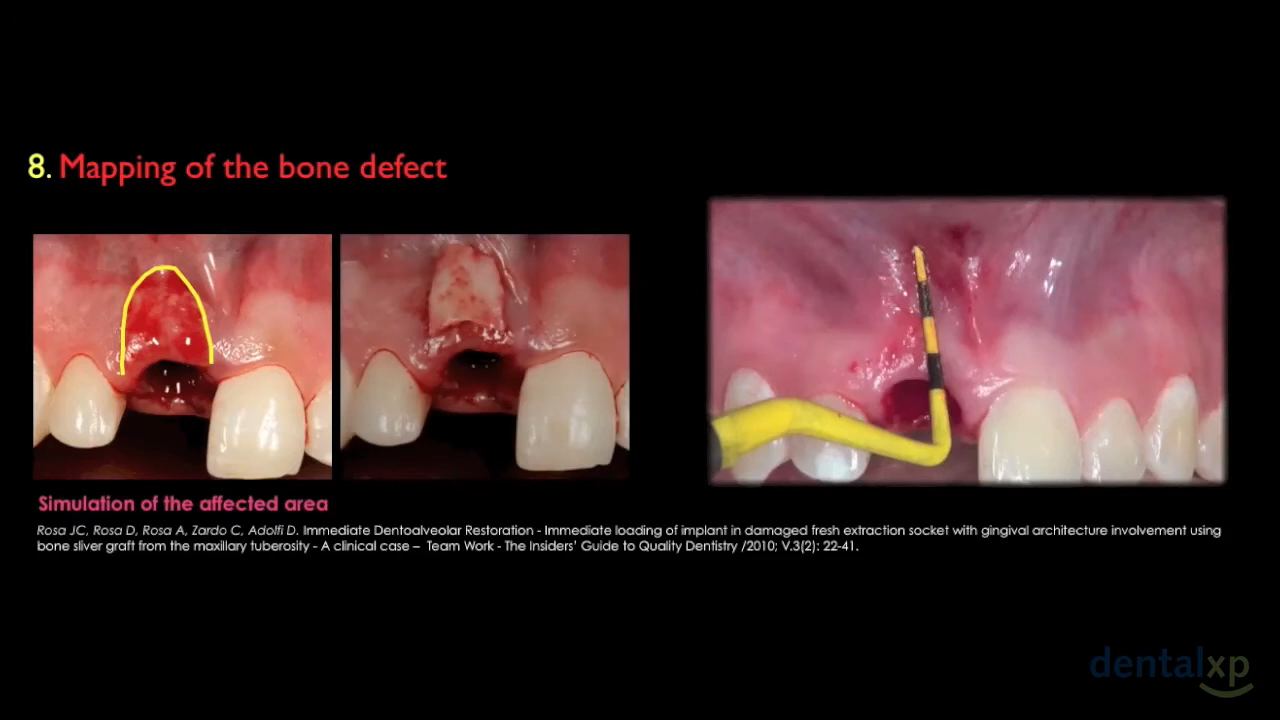 8. Mapping of the bone defect
Simulation of the affected area
Rosa JC, Rosa D, Rosa A, Zardo C, Adolfi D. Immediate Dentoalveolar Restoration - Immediate loading of implant in damaged fresh extraction socket with gingival architecture involvement using
bone sliver graft from the maxillary tuberosity - A clinical case – Team Work - The Insiders' Guide to Quality Dentistry /2010; V.3(2): 22-41.
dentalxp